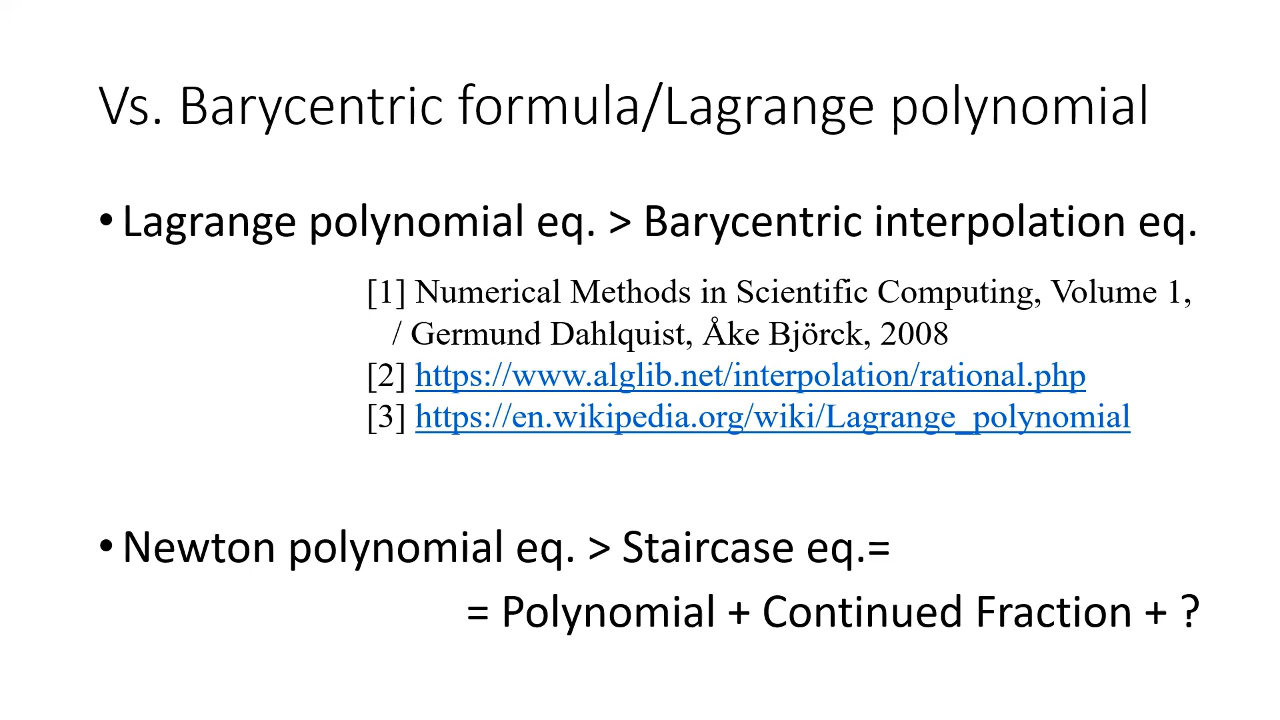 Vs. Barycentric formula/Lagrange polynomial
•Lagrange polynomial eq. > Barycentric interpolation eq.
[1] Numerical Methods in Scientific Computing, Volume 1,
/ Germund Dahlquist, Åke Björck, 2008
[2] https://www.alglib.net/interpolation/rational.php
[3] https://en.wikipedia.org/wiki/Lagrange_polynomial
•Newton polynomial eq. > Staircase eq.=
= Polynomial + Continued Fraction + ?